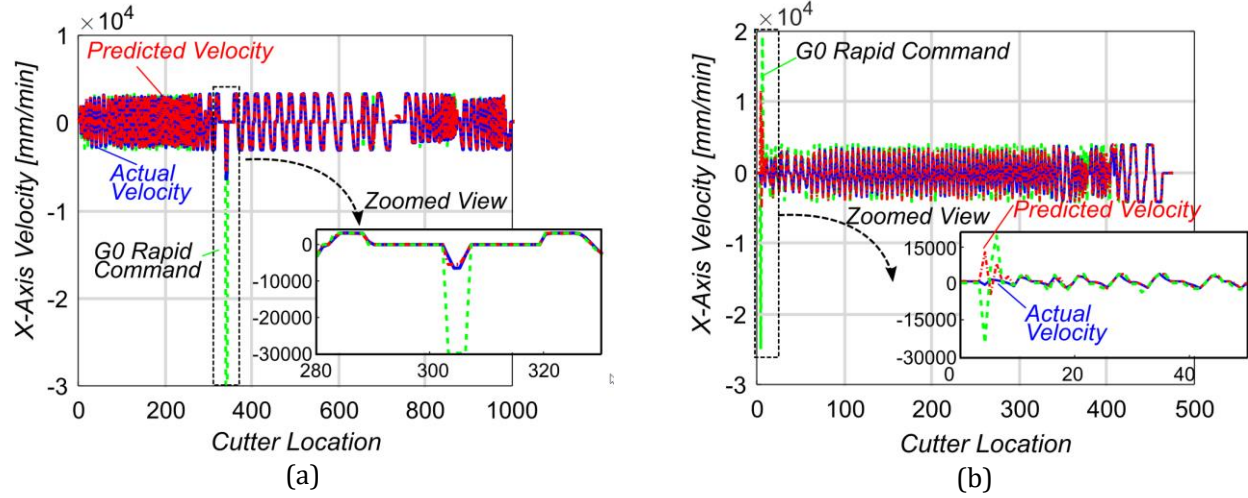 ×10⁴
1
0
-1
-2
-3
X-Axis Velocity [mm/min]
Predicted Velocity
Actual
Velocity
G0 Rapid
Command
Zoomed View
0
-10000
-20000
-30000
280
300
320
0
200
400
600
800
1000
Cutter Location
(a)
×10⁴
2
1
0
-1
-2
-3
X-Axis Velocity [mm/min]
G0 Rapid Command
Zoomed View
Predicted Velocity
Actual
Velocity
15000
0
-15000
-30000
0
20
40
0
100
200
300
400
500
Cutter Location
(b)